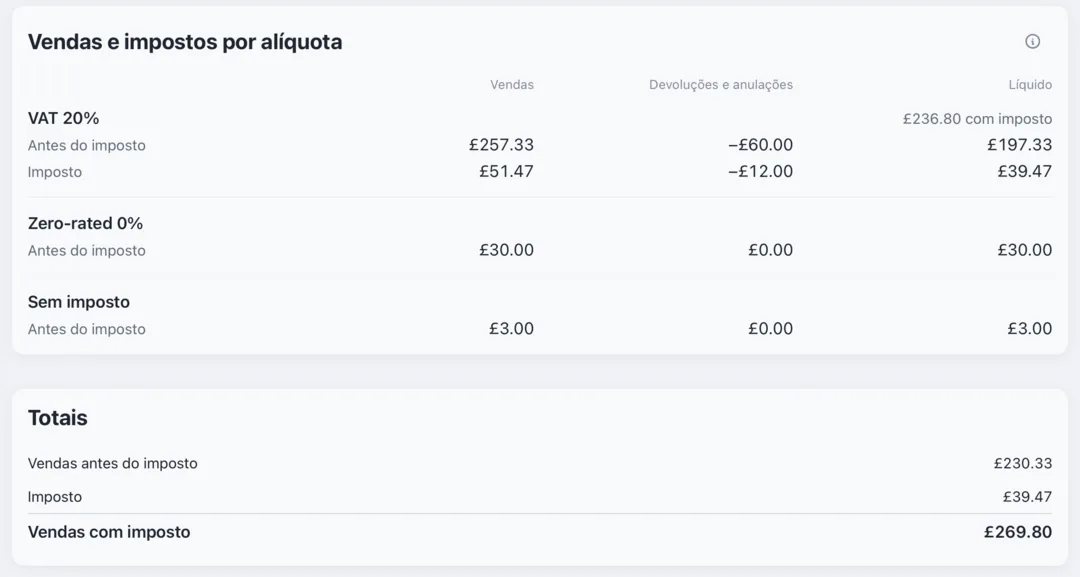 Vendas e impostos por alíquota
Vendas Devoluções e anulações Líquido
VAT 20% £236.80 com imposto
Antes do imposto £257.33 –£60.00 £197.33
Imposto £51.47 –£12.00 £39.47
Zero-rated 0%
Antes do imposto £30.00 £0.00 £30.00
Sem imposto
Antes do imposto £3.00 £0.00 £3.00
Totais
Vendas antes do imposto £230.33
Imposto £39.47
Vendas com imposto £269.80